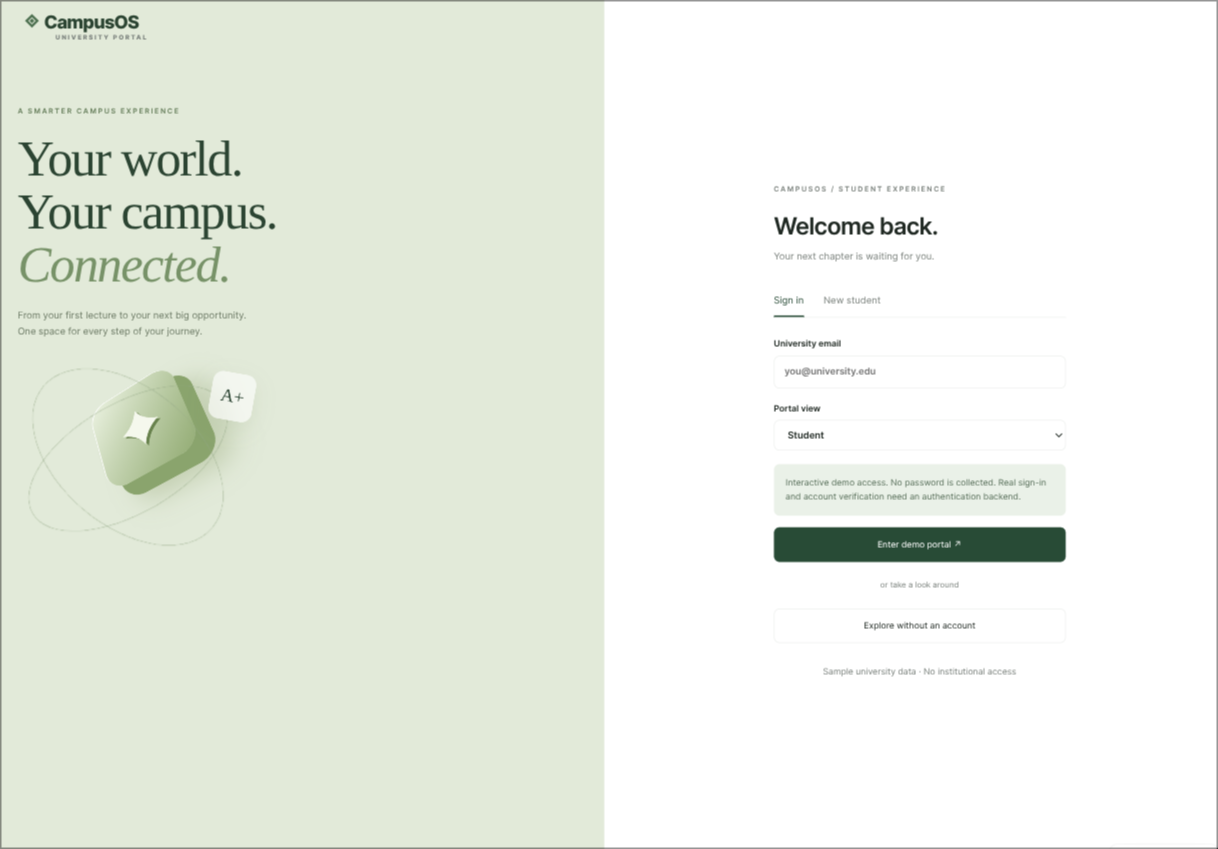 CampusOS
UNIVERSITY PORTAL
A SMARTER CAMPUS EXPERIENCE
Your world.
Your campus.
Connected.
From your first lecture to your next big opportunity.
One space for every step of your journey.
A+
CAMPUSOS / STUDENT EXPERIENCE
Welcome back.
Your next chapter is waiting for you.
Sign in New student
University email
you@university.edu
Portal view
Student
Interactive demo access. No password is collected. Real sign-in
and account verification need an authentication backend.
Enter demo portal ↗
or take a look around
Explore without an account
Sample university data · No institutional access